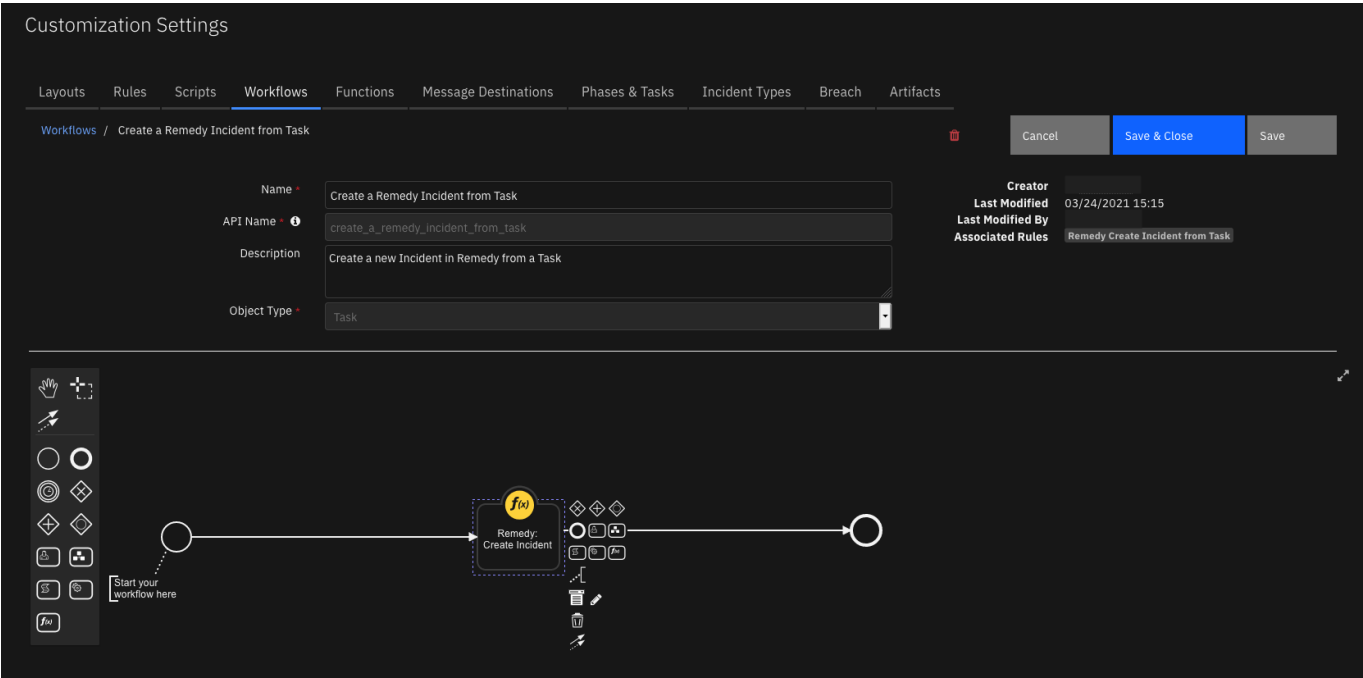 Customization Settings
Layouts Rules Scripts Workflows Functions Message Destinations Phases & Tasks Incident Types Breach Artifacts
Workflows / Create a Remedy Incident from Task
Cancel Save & Close Save
Name * Create a Remedy Incident from Task
API Name * create_a_remedy_incident_from_task
Description Create a new Incident in Remedy from a Task
Object Type * Task
Creator
Last Modified 03/24/2021 15:15
Last Modified By
Associated Rules Remedy Create Incident from Task
f(x)
Remedy:
Create Incident
Start your
workflow here
f(x)
f(x)